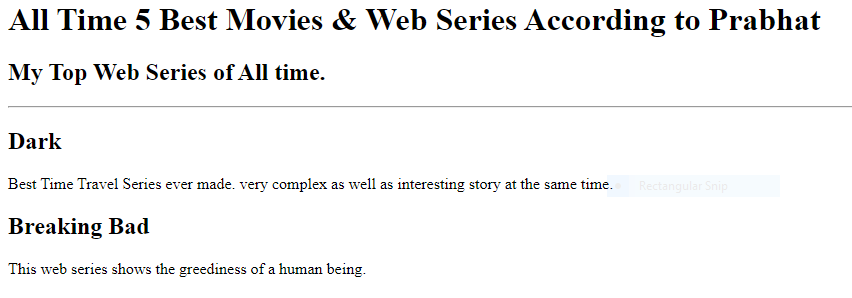 All Time 5 Best Movies & Web Series According to Prabhat
My Top Web Series of All time.
Dark
Best Time Travel Series ever made. very complex as well as interesting story at the same time.
Rectangular Snip
Breaking Bad
This web series shows the greediness of a human being.